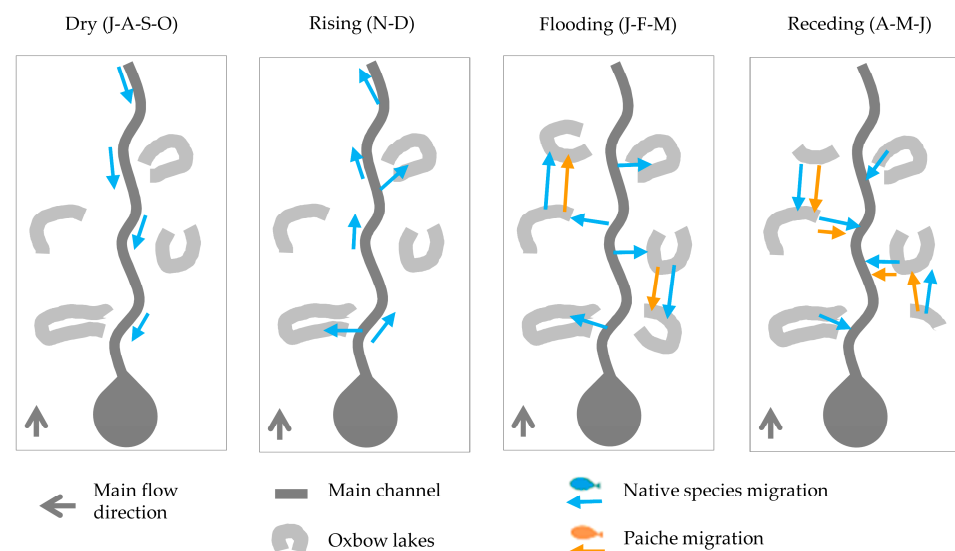 Dry (J-A-S-O)
Rising (N-D)
Flooding (J-F-M)
Receding (A-M-J)
Main flow
direction
Main channel
Oxbow lakes
Native species migration
Paiche migration